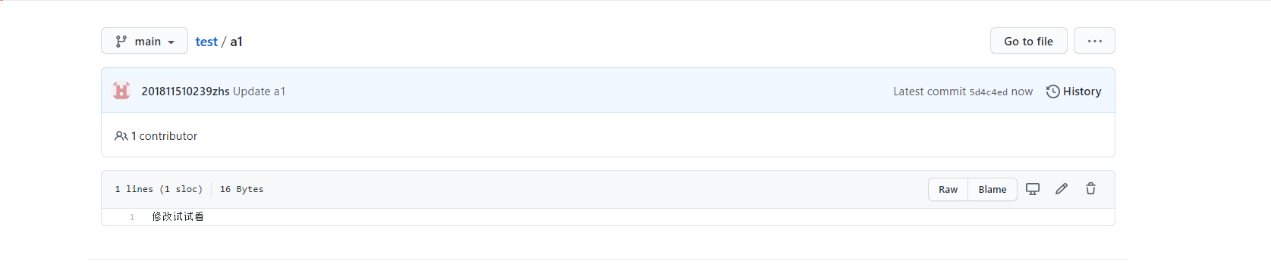 main test / a1 Go to file ...
201811510239zhs Update a1 Latest commit 5d4c4ed now History
1 contributor
1 lines (1 sloc) 16 Bytes Raw Blame
1 修改试试看